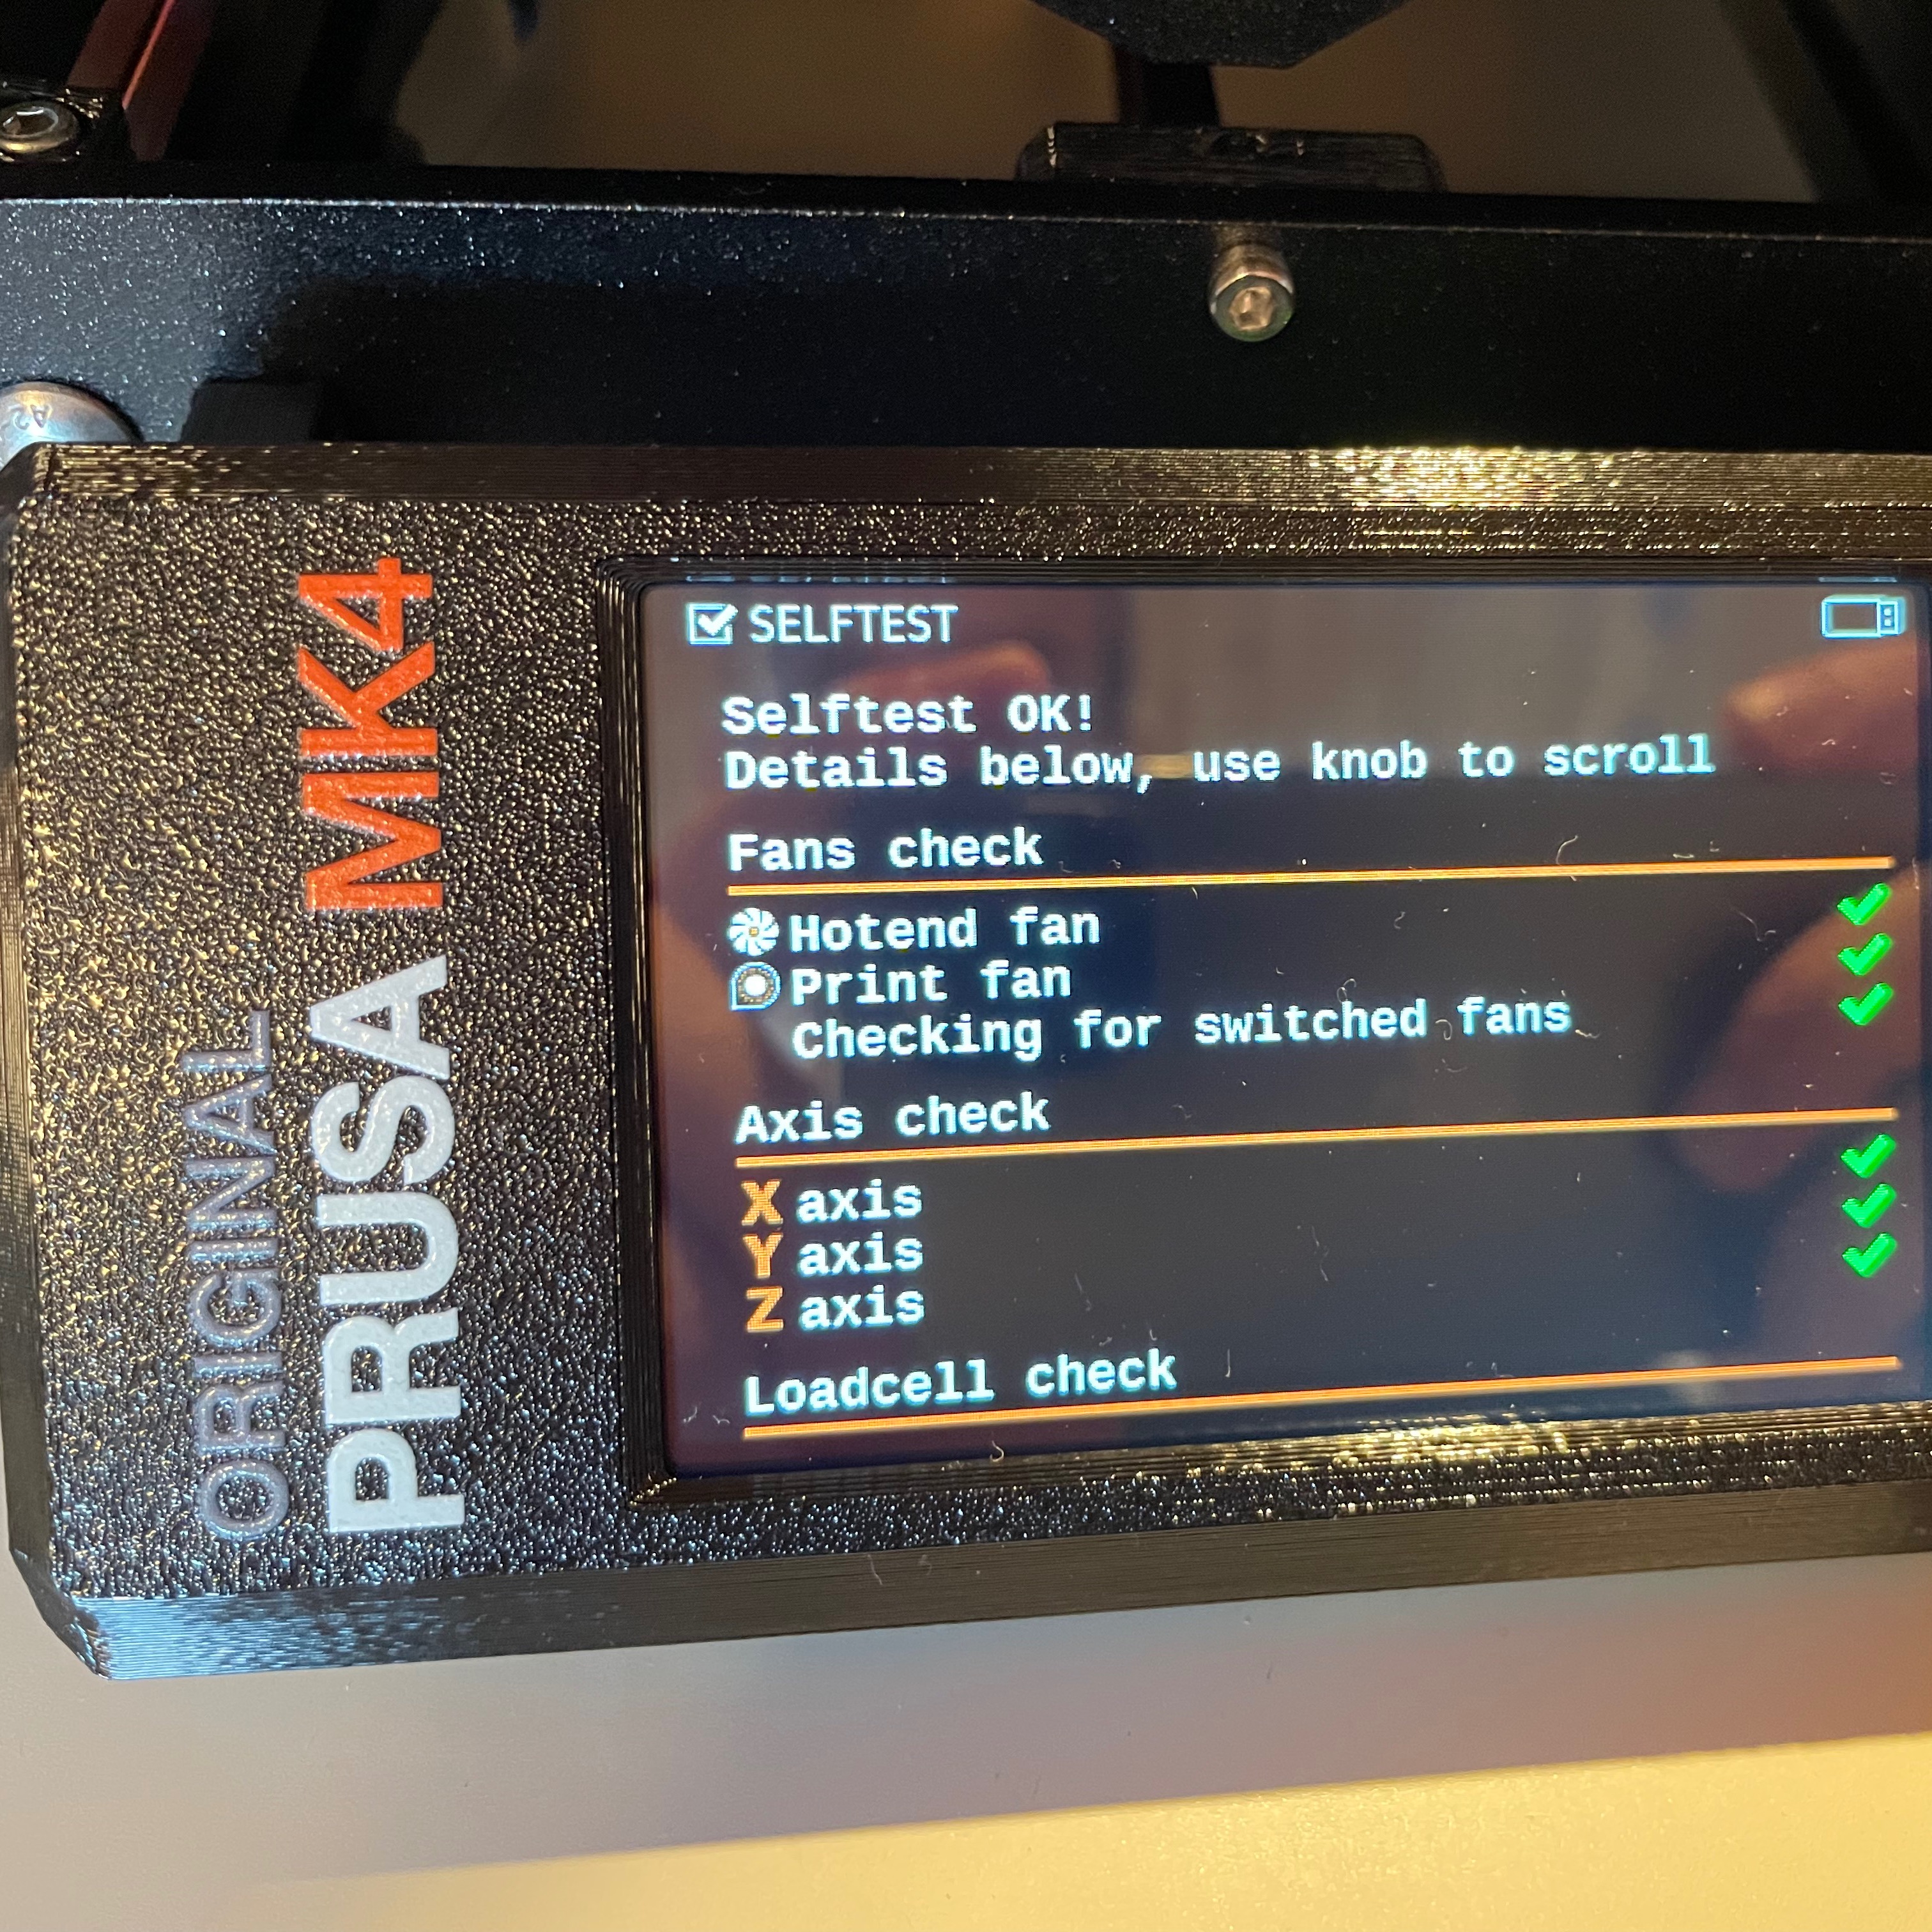 ORIGINAL
PRUSA MK4
SELFTEST
Selftest OK!
Details below, use knob to scroll
Fans check
Hotend fan
Print fan
Checking for switched fans
Axis check
X axis
Y axis
Z axis
Loadcell check
A2